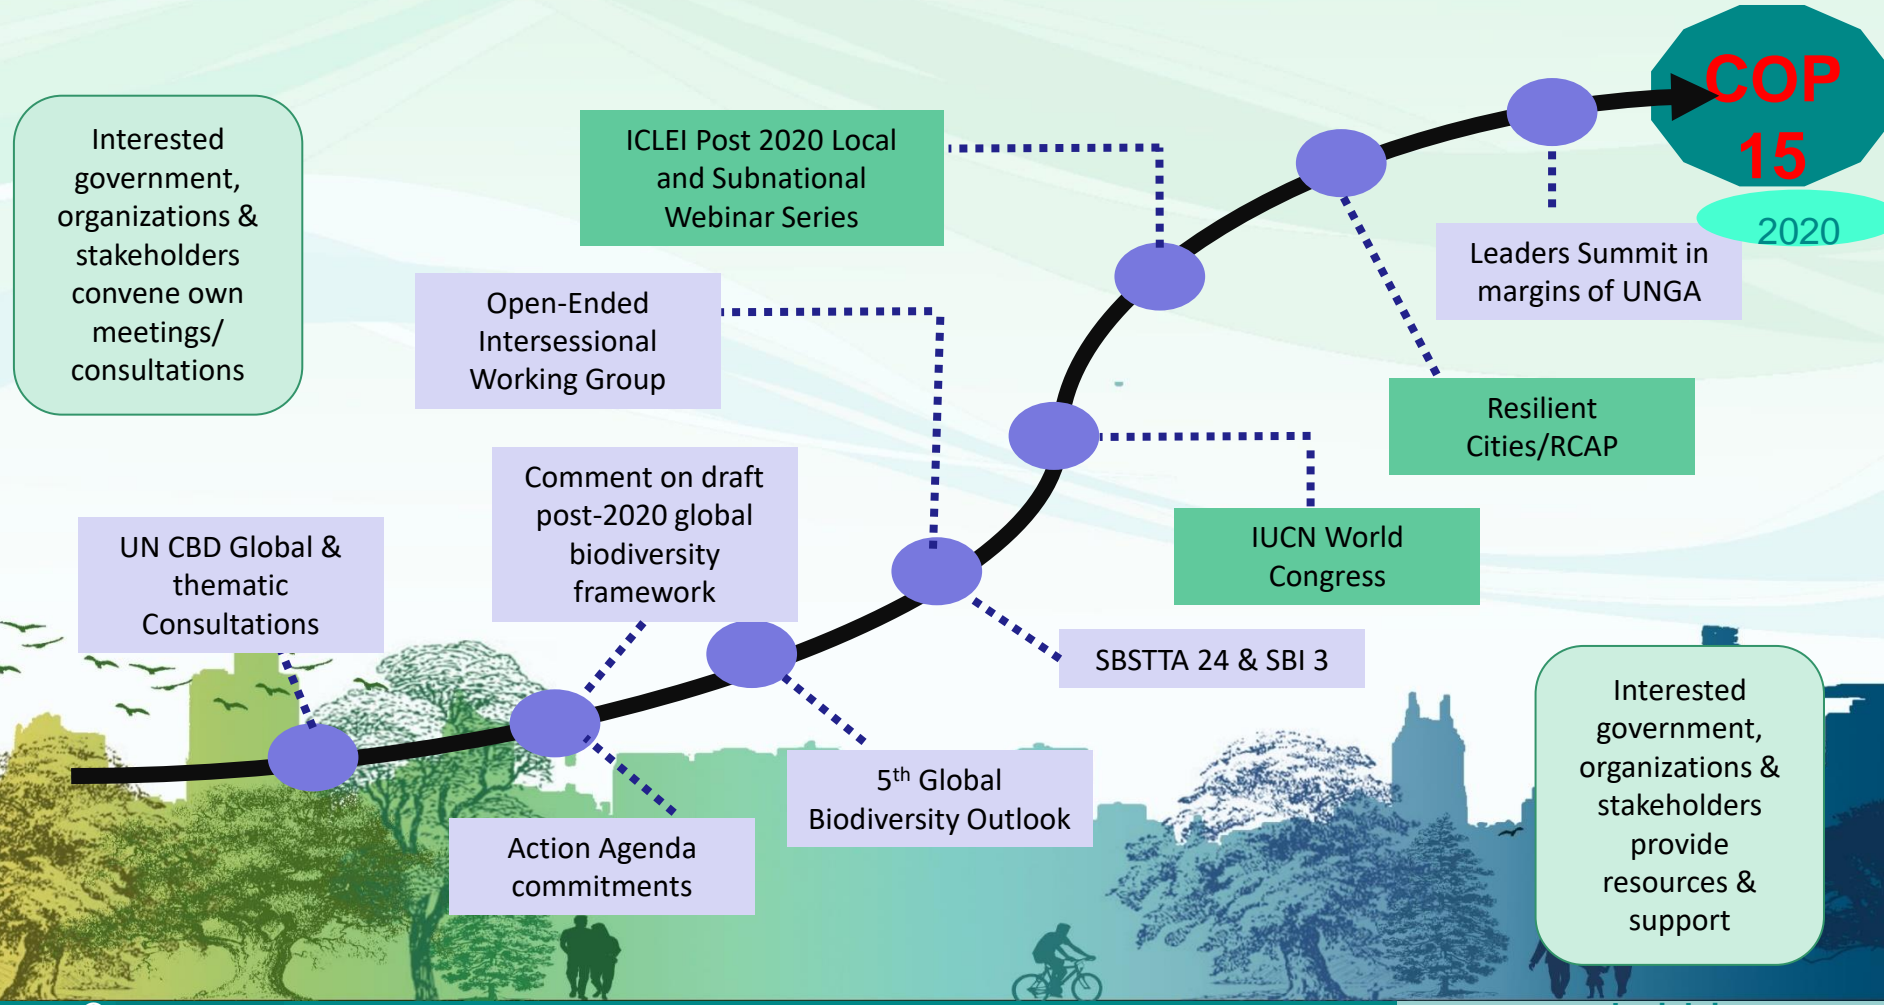 COP
15
2020
Interested
government,
organizations &
stakeholders
convene own
meetings/
consultations
ICLEI Post 2020 Local
and Subnational
Webinar Series
Leaders Summit in
margins of UNGA
Open-Ended
Intersessional
Working Group
Resilient
Cities/RCAP
Comment on draft
post-2020 global
biodiversity
framework
UN CBD Global &
thematic
Consultations
IUCN World
Congress
SBSTTA 24 & SBI 3
5th Global
Biodiversity Outlook
Action Agenda
commitments
Interested
government,
organizations &
stakeholders
provide
resources &
support